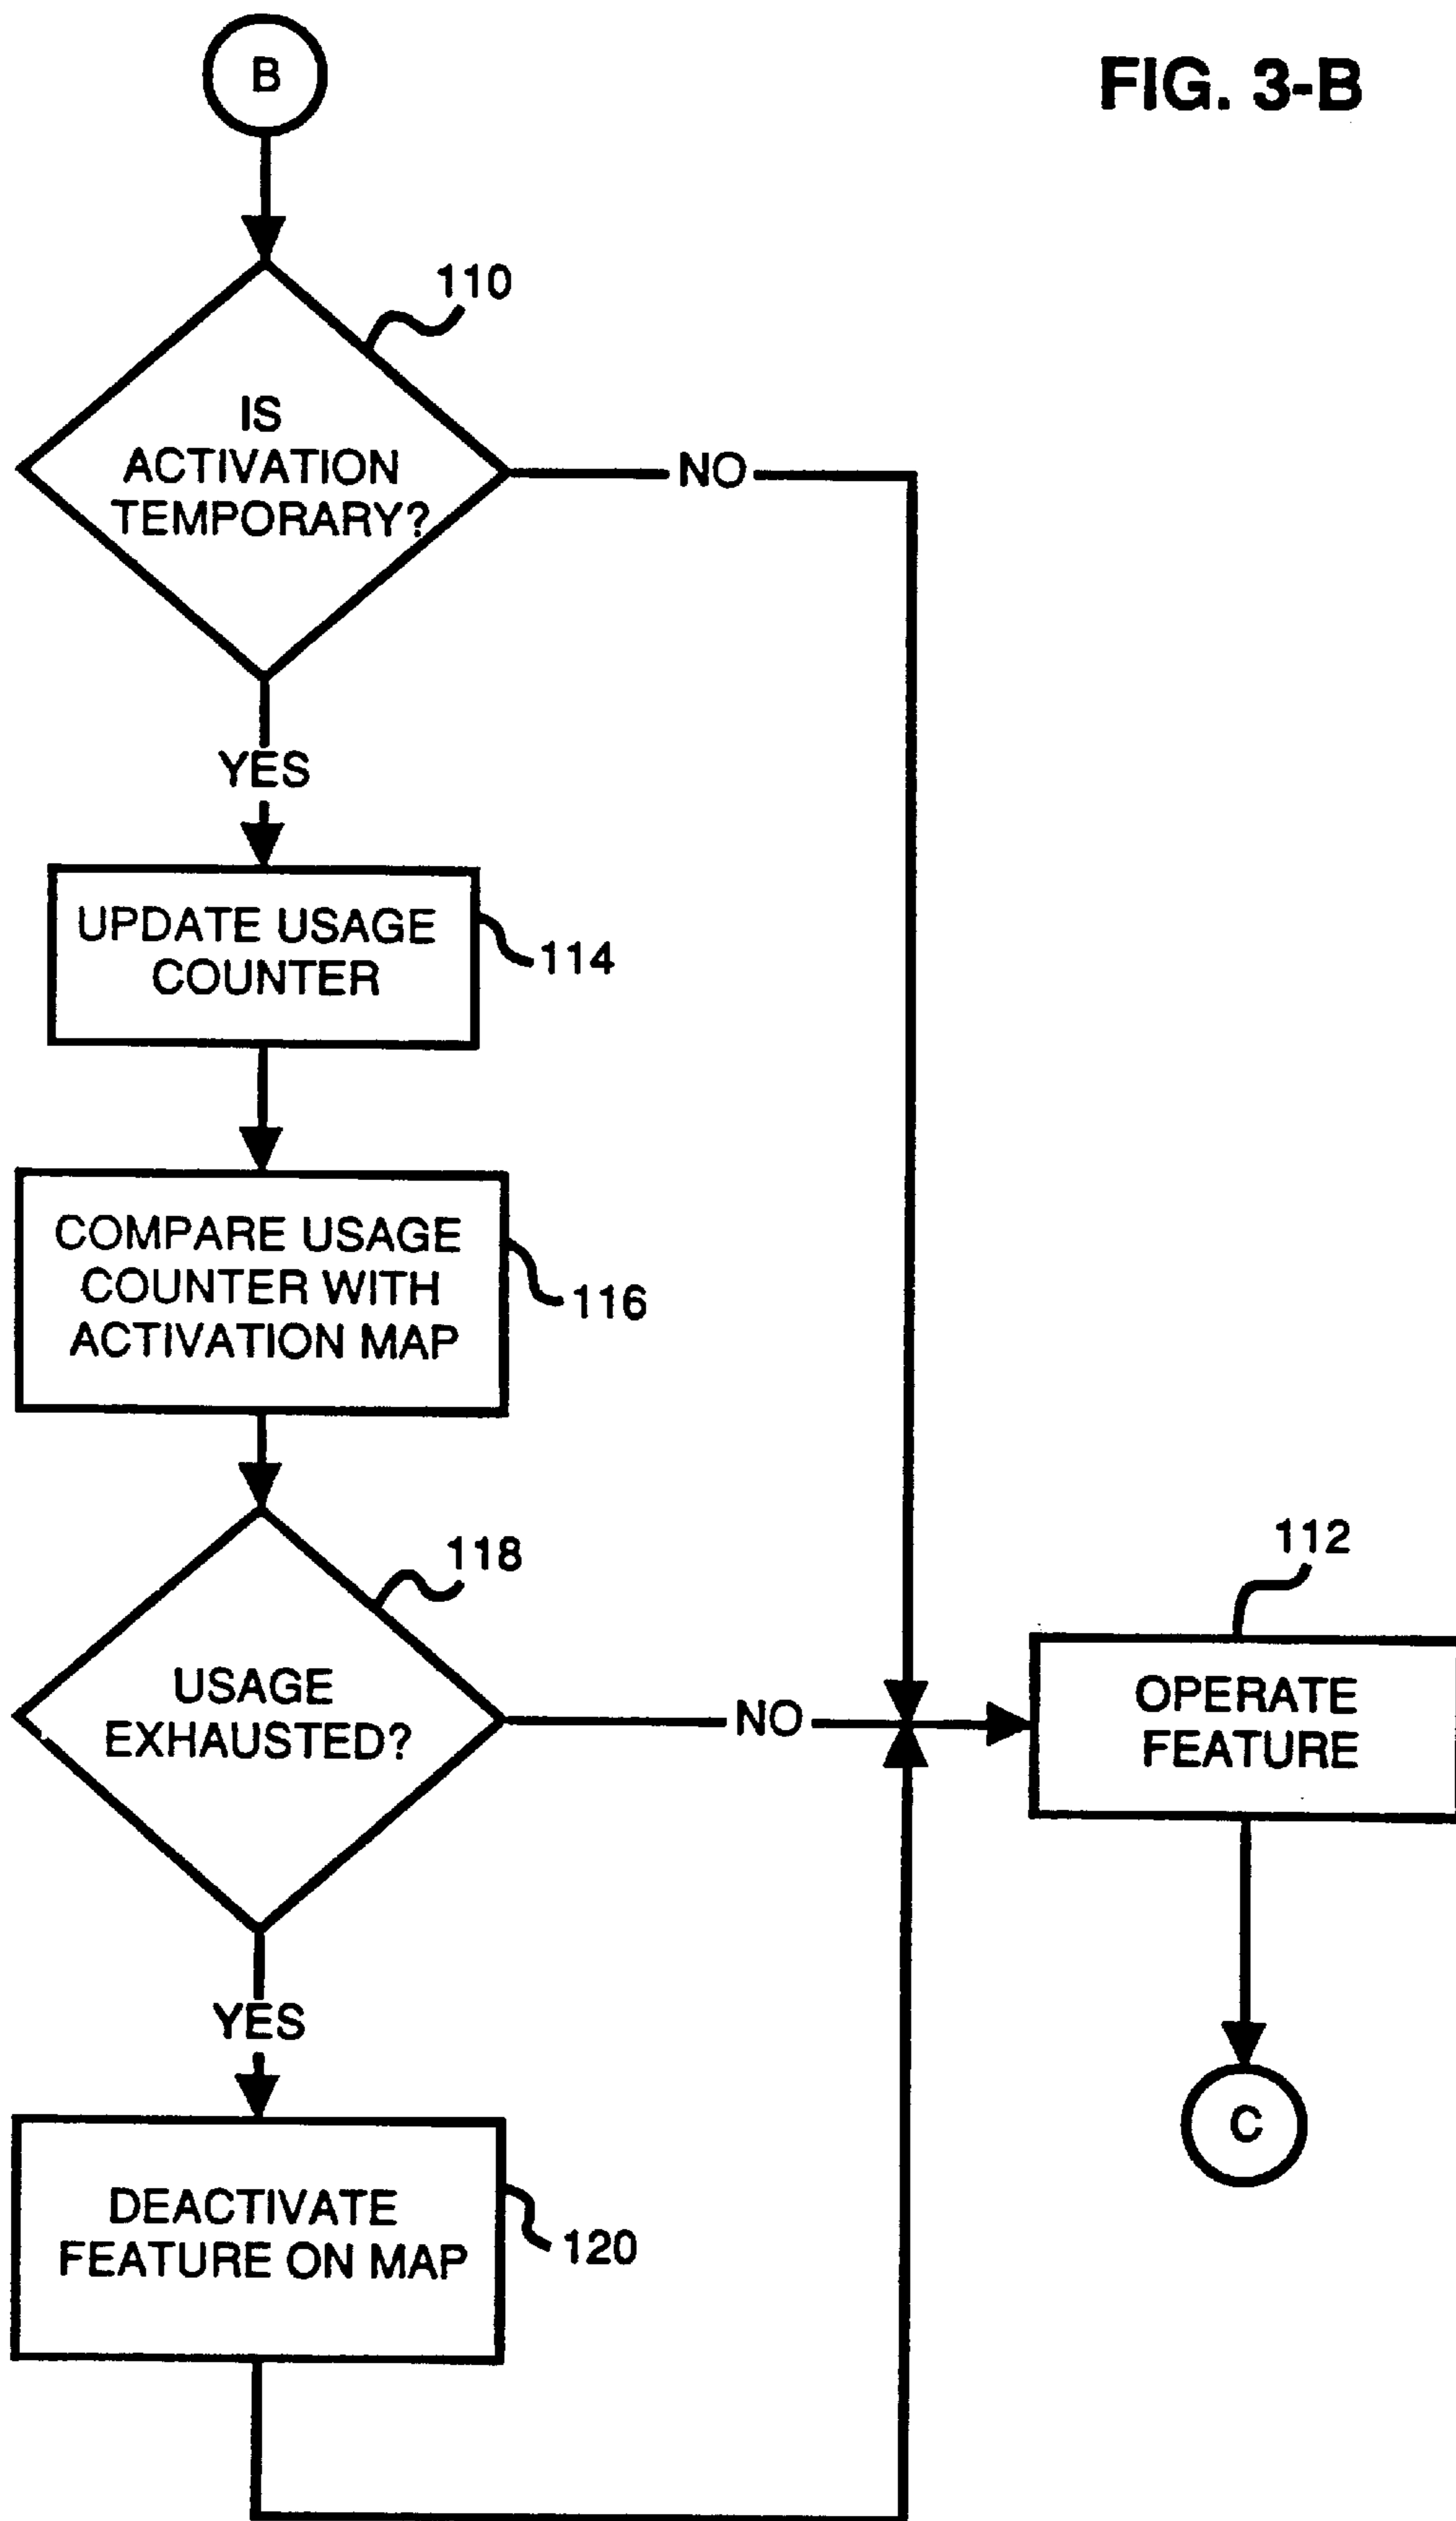 B
FIG. 3-B
110
IS
ACTIVATION
TEMPORARY?
NO
YES
UPDATE USAGE
COUNTER
114
COMPARE USAGE
COUNTER WITH
ACTIVATION MAP
116
118
USAGE
EXHAUSTED?
NO
112
OPERATE
FEATURE
YES
C
DEACTIVATE
FEATURE ON MAP
120